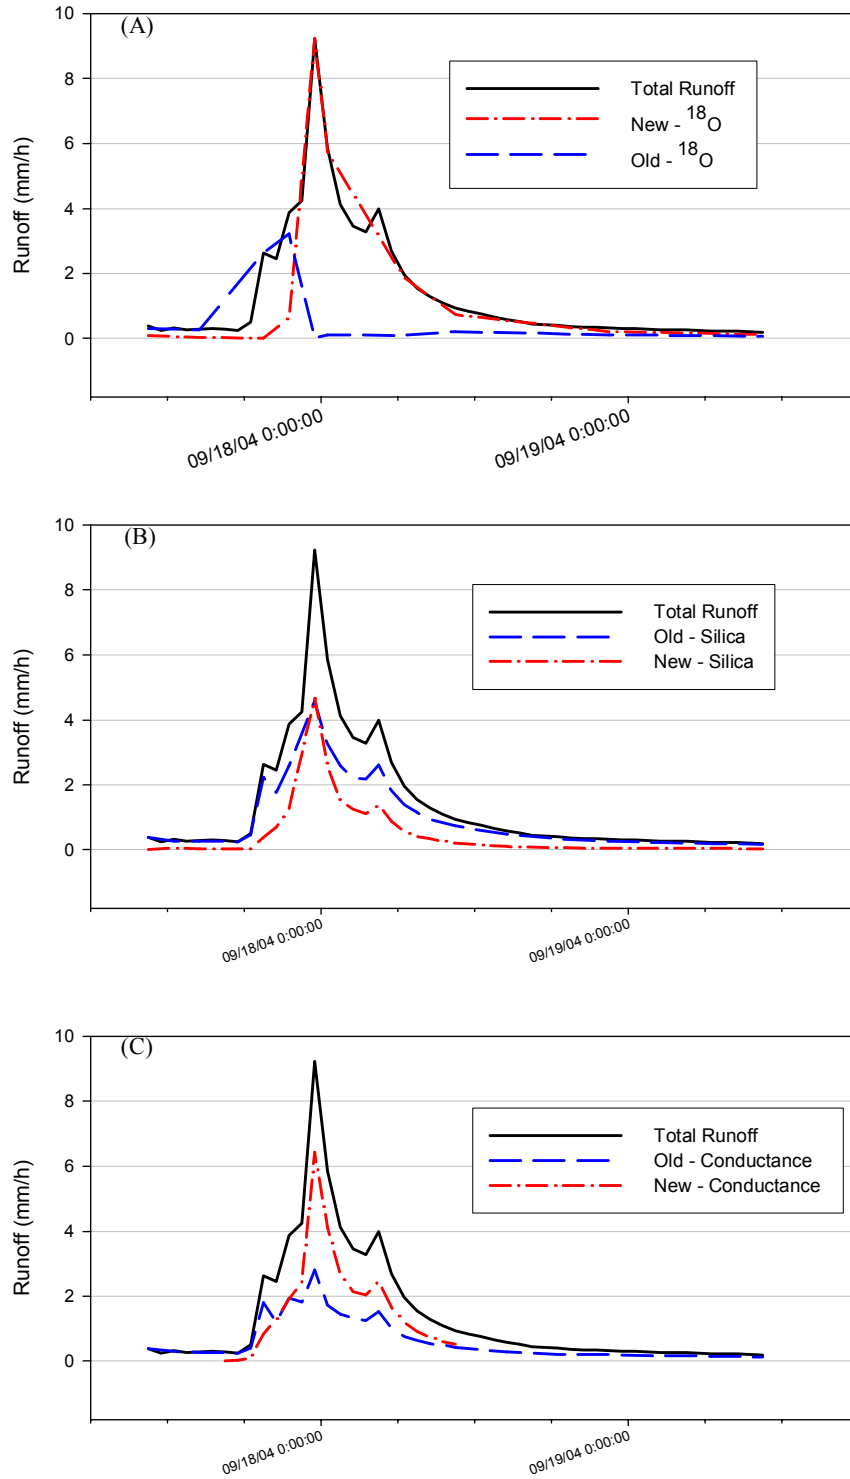 (A)
10
8
6
4
2
0
Runoff (mm/h)
Total Runoff
New - 18O
Old - 18O
09/18/04 0:00:00
09/19/04 0:00:00
(B)
10
8
6
4
2
0
Runoff (mm/h)
Total Runoff
Old - Silica
New - Silica
09/18/04 0:00:00
09/19/04 0:00:00
(C)
10
8
6
4
2
0
Runoff (mm/h)
Total Runoff
Old - Conductance
New - Conductance
09/18/04 0:00:00
09/19/04 0:00:00